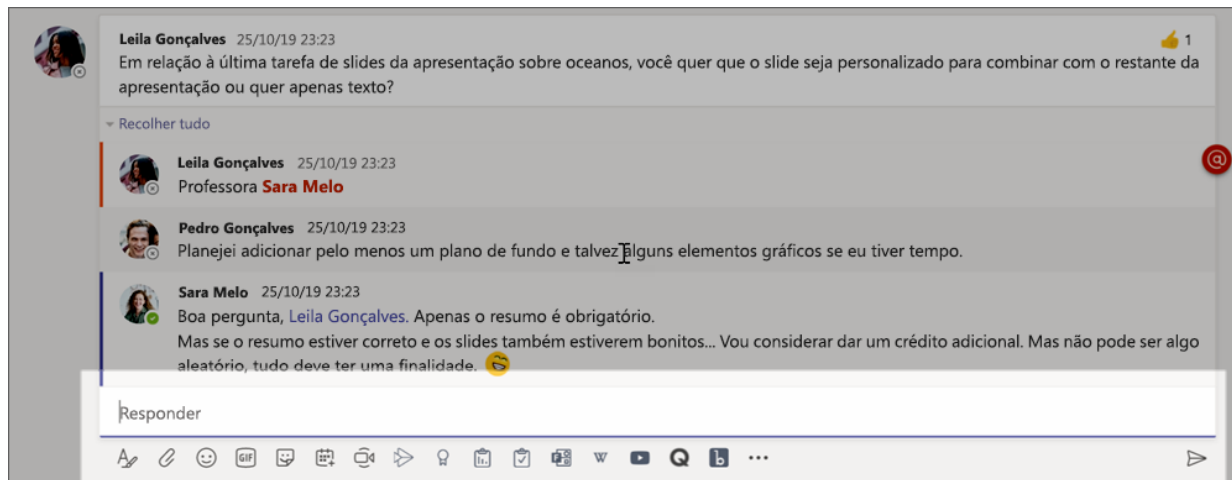 Leila Gonçalves 25/10/19 23:23
1
Em relação à última tarefa de slides da apresentação sobre oceanos, você quer que o slide seja personalizado para combinar com o restante da
apresentação ou quer apenas texto?
Recolher tudo
Leila Gonçalves 25/10/19 23:23
@
Professora Sara Melo
Pedro Gonçalves 25/10/19 23:23
Planejei adicionar pelo menos um plano de fundo e talvez alguns elementos gráficos se eu tiver tempo.
Sara Melo 25/10/19 23:23
Boa pergunta, Leila Gonçalves. Apenas o resumo é obrigatório.
Mas se o resumo estiver correto e os slides também estiverem bonitos... Vou considerar dar um crédito adicional. Mas não pode ser algo
aleatório, tudo deve ter uma finalidade.
Responder
GIF W Q b ...